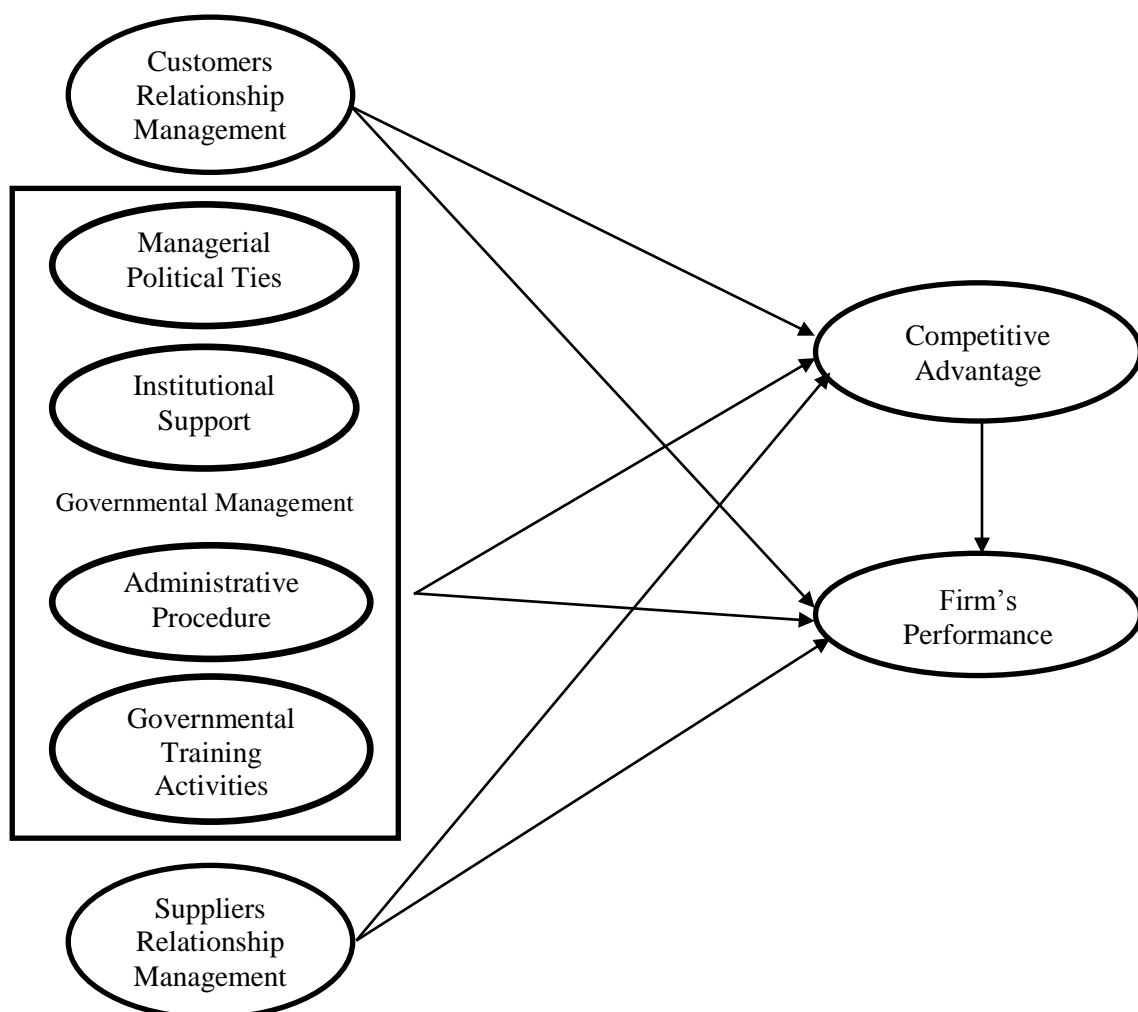 Customers
Relationship
Management
Managerial
Political Ties
Institutional
Support
Governmental Management
Administrative
Procedure
Governmental
Training
Activities
Suppliers
Relationship
Management
Competitive
Advantage
Firm’s
Performance